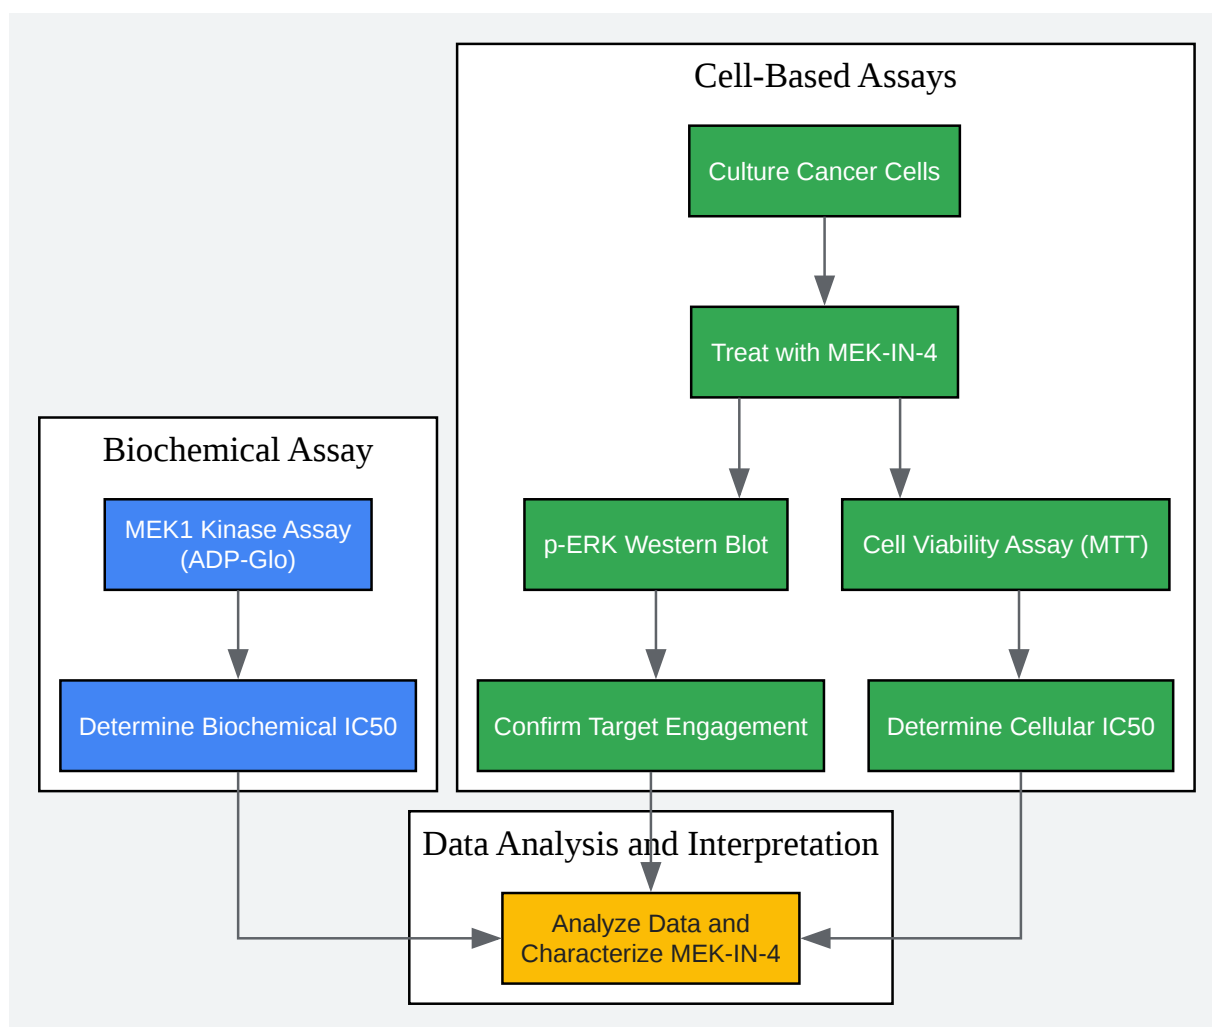 Cell-Based Assays
Culture Cancer Cells
Treat with MEK-IN-4
Biochemical Assay
MEK1 Kinase Assay
(ADP-Glo)
p-ERK Western Blot
Cell Viability Assay (MTT)
Determine Biochemical IC50
Confirm Target Engagement
Determine Cellular IC50
Data Analysis and Interpretation
Analyze Data and
Characterize MEK-IN-4